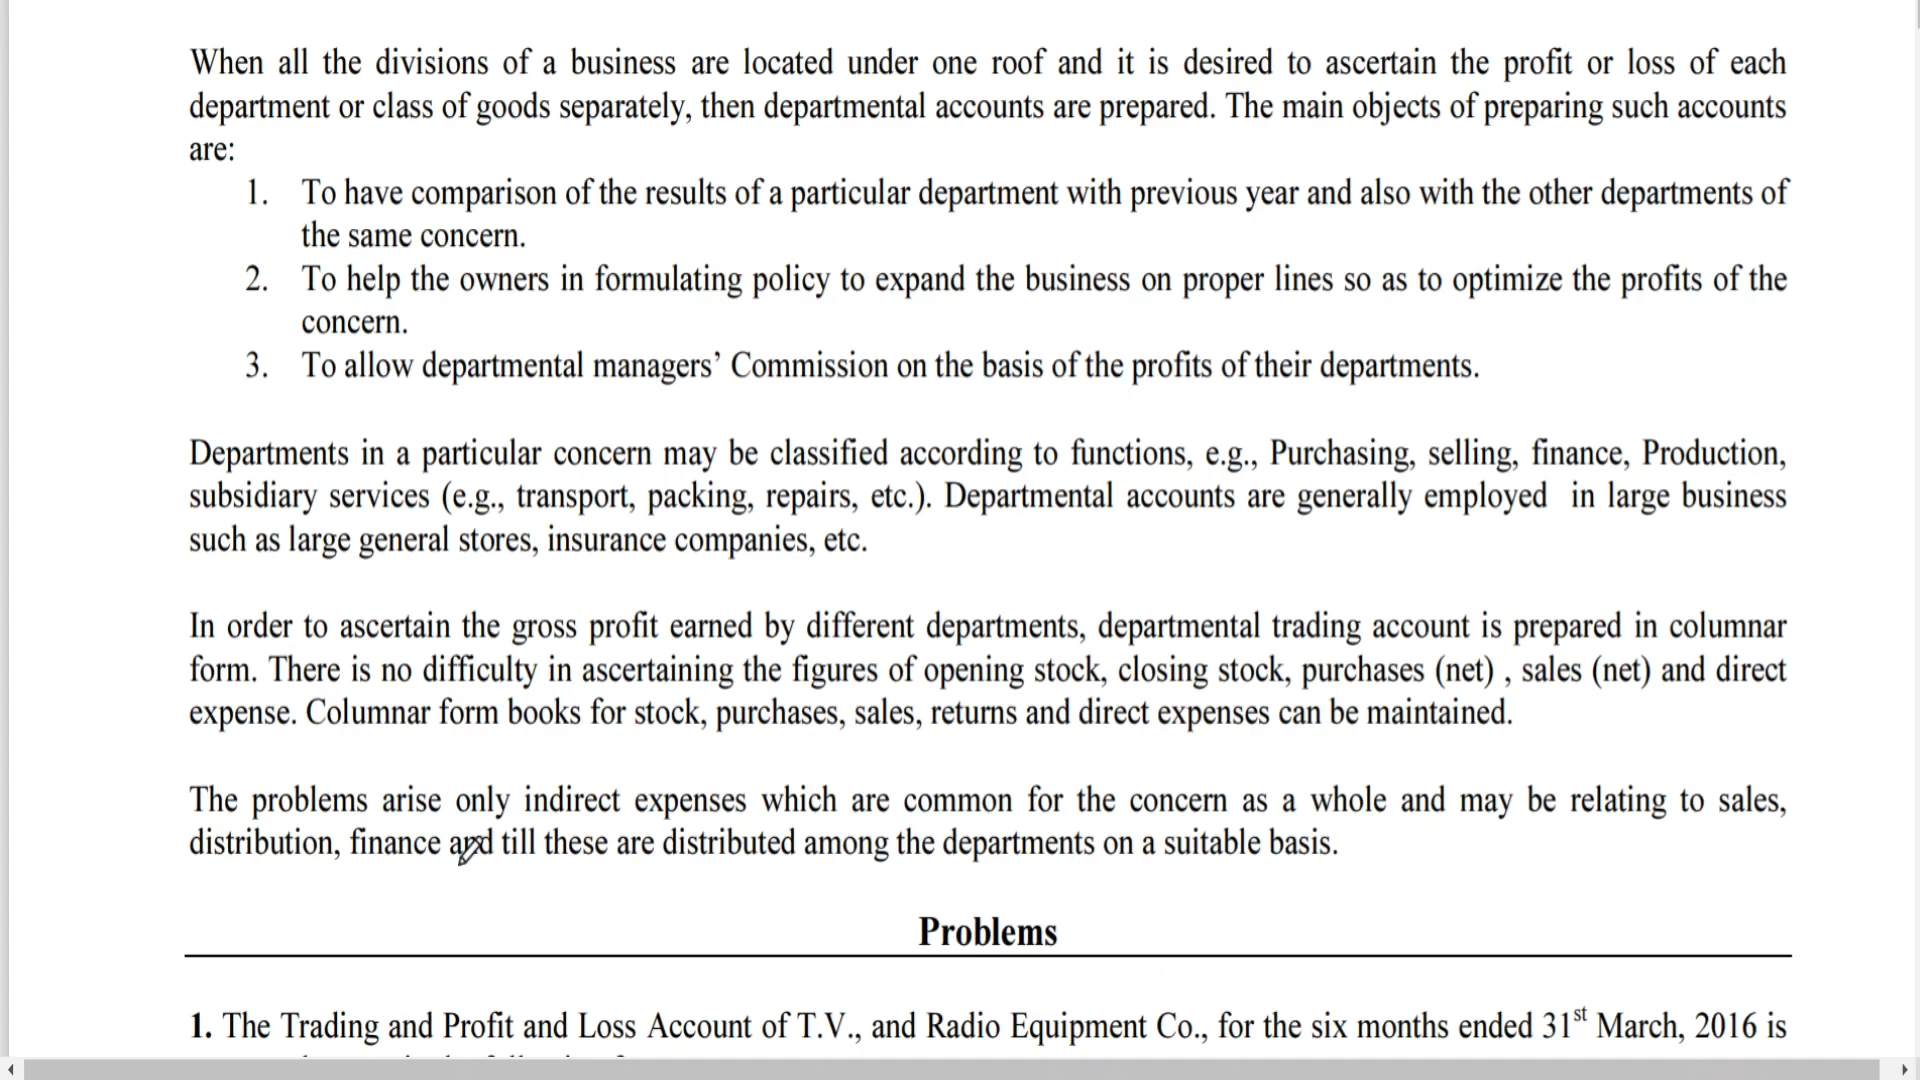 When all the divisions of a business are located under one roof and it is desired to ascertain the profit or loss of each
department or class of goods separately, then departmental accounts are prepared. The main objects of preparing such accounts
are:
1. To have comparison of the results of a particular department with previous year and also with the other departments of
the same concern.
2. To help the owners in formulating policy to expand the business on proper lines so as to optimize the profits of the
concern.
3. To allow departmental managers’ Commission on the basis of the profits of their departments.
Departments in a particular concern may be classified according to functions, e.g., Purchasing, selling, finance, Production,
subsidiary services (e.g., transport, packing, repairs, etc.). Departmental accounts are generally employed in large business
such as large general stores, insurance companies, etc.
In order to ascertain the gross profit earned by different departments, departmental trading account is prepared in columnar
form. There is no difficulty in ascertaining the figures of opening stock, closing stock, purchases (net) , sales (net) and direct
expense. Columnar form books for stock, purchases, sales, returns and direct expenses can be maintained.
The problems arise only indirect expenses which are common for the concern as a whole and may be relating to sales,
distribution, finance and till these are distributed among the departments on a suitable basis.
Problems
1. The Trading and Profit and Loss Account of T.V., and Radio Equipment Co., for the six months ended 31st March, 2016 is